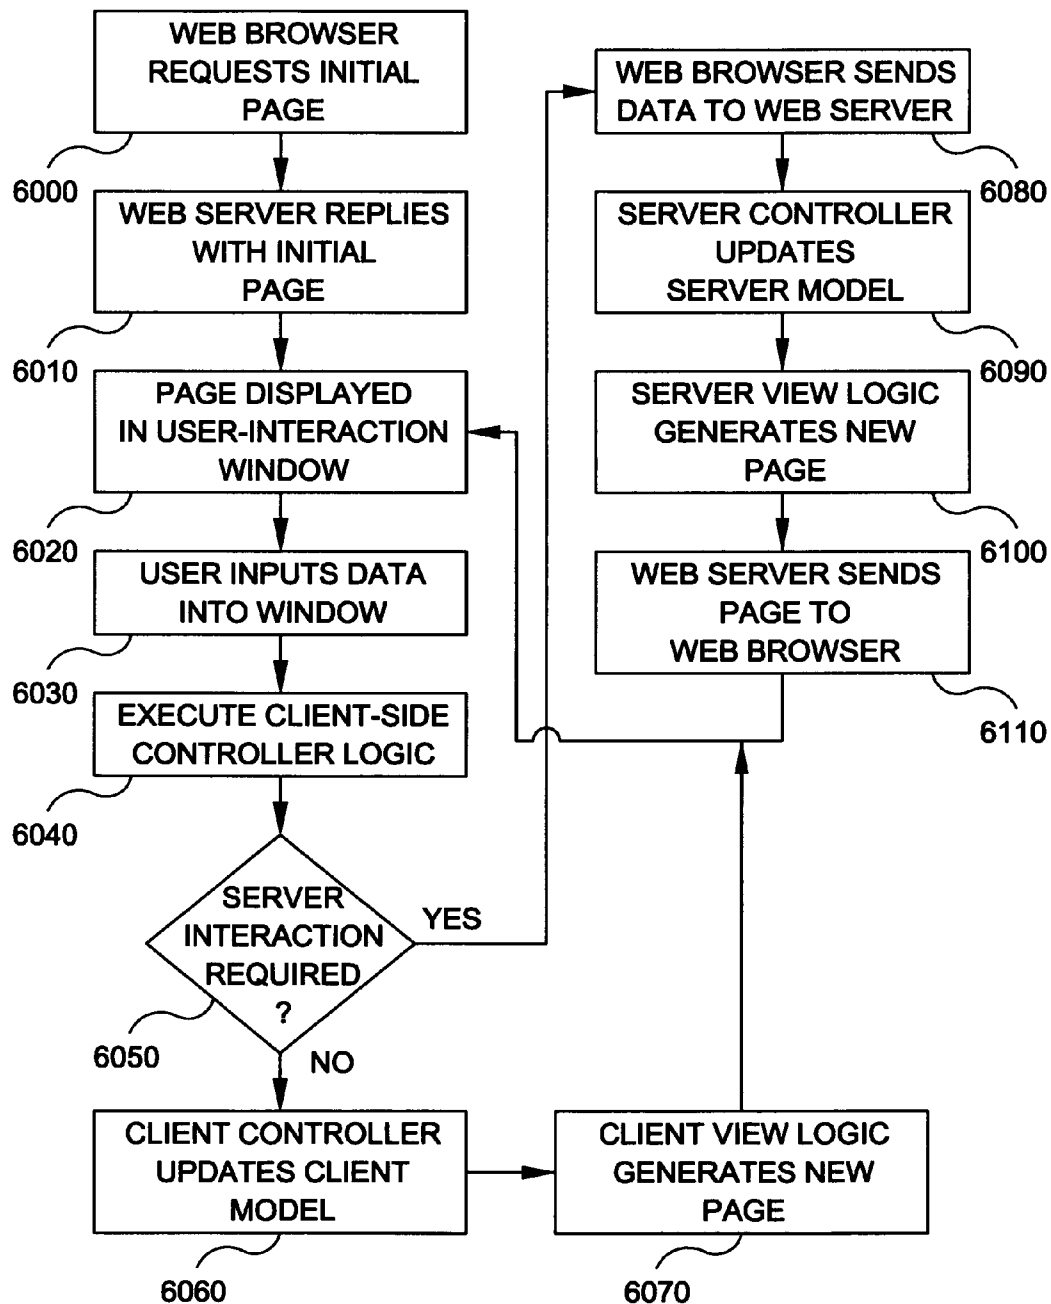 WEB BROWSER
REQUESTS INITIAL
PAGE
6000
WEB SERVER REPLIES
WITH INITIAL
PAGE
6010
PAGE DISPLAYED
IN USER-INTERACTION
WINDOW
6020
USER INPUTS DATA
INTO WINDOW
6030
EXECUTE CLIENT-SIDE
CONTROLLER LOGIC
6040
SERVER
INTERACTION
REQUIRED
?
6050
YES
NO
CLIENT CONTROLLER
UPDATES CLIENT
MODEL
6060
CLIENT VIEW LOGIC
GENERATES NEW
PAGE
6070
WEB BROWSER SENDS
DATA TO WEB SERVER
6080
SERVER CONTROLLER
UPDATES
SERVER MODEL
6090
SERVER VIEW LOGIC
GENERATES NEW
PAGE
6100
WEB SERVER SENDS
PAGE TO
WEB BROWSER
6110